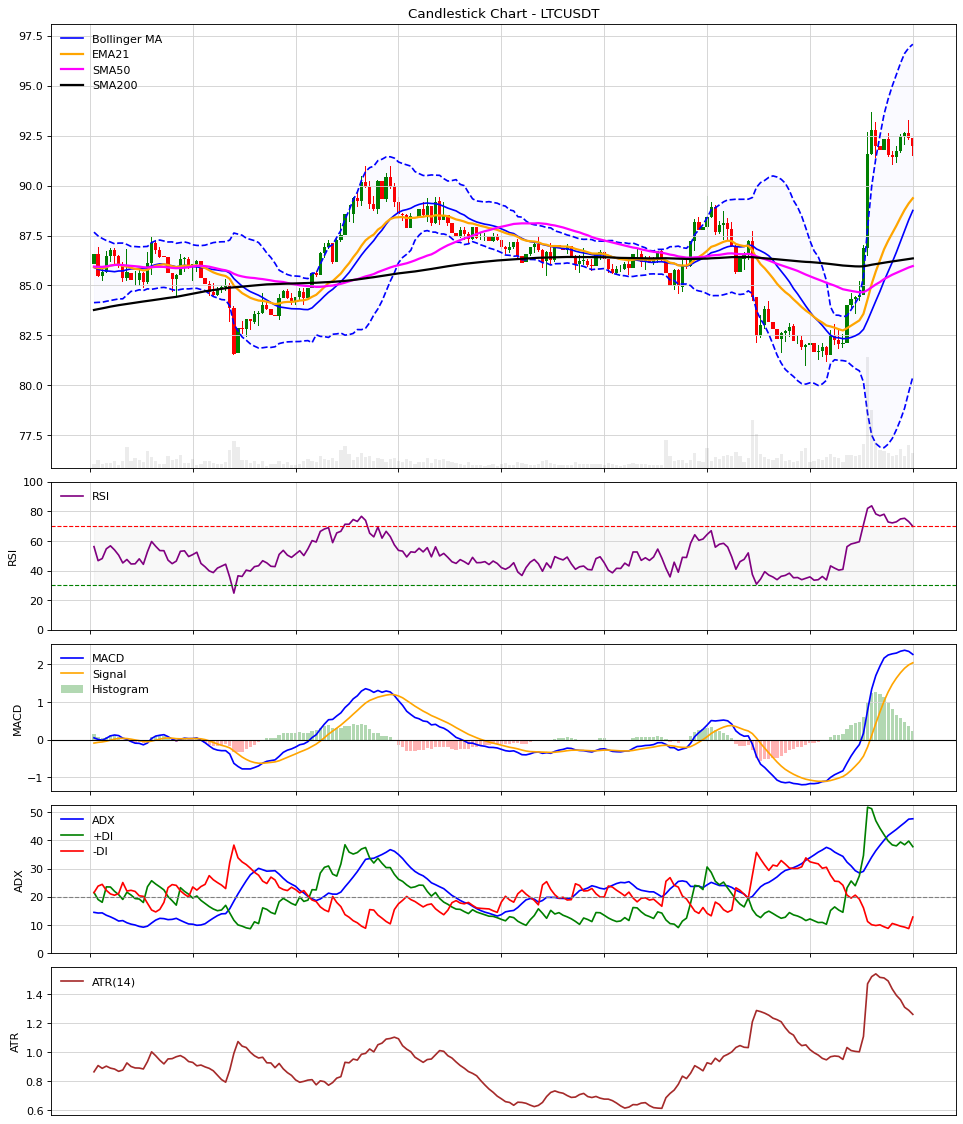 Candlestick Chart - LTCUSDT
97.5
95.0
92.5
90.0
87.5
85.0
82.5
80.0
77.5
Bollinger MA
EMA21
SMA50
SMA200
100
80
60
40
20
0
RSI
RSI
2
1
0
−1
MACD
MACD
Signal
Histogram
50
40
30
20
10
0
ADX
ADX
+DI
-DI
1.4
1.2
1.0
0.8
0.6
ATR
ATR(14)